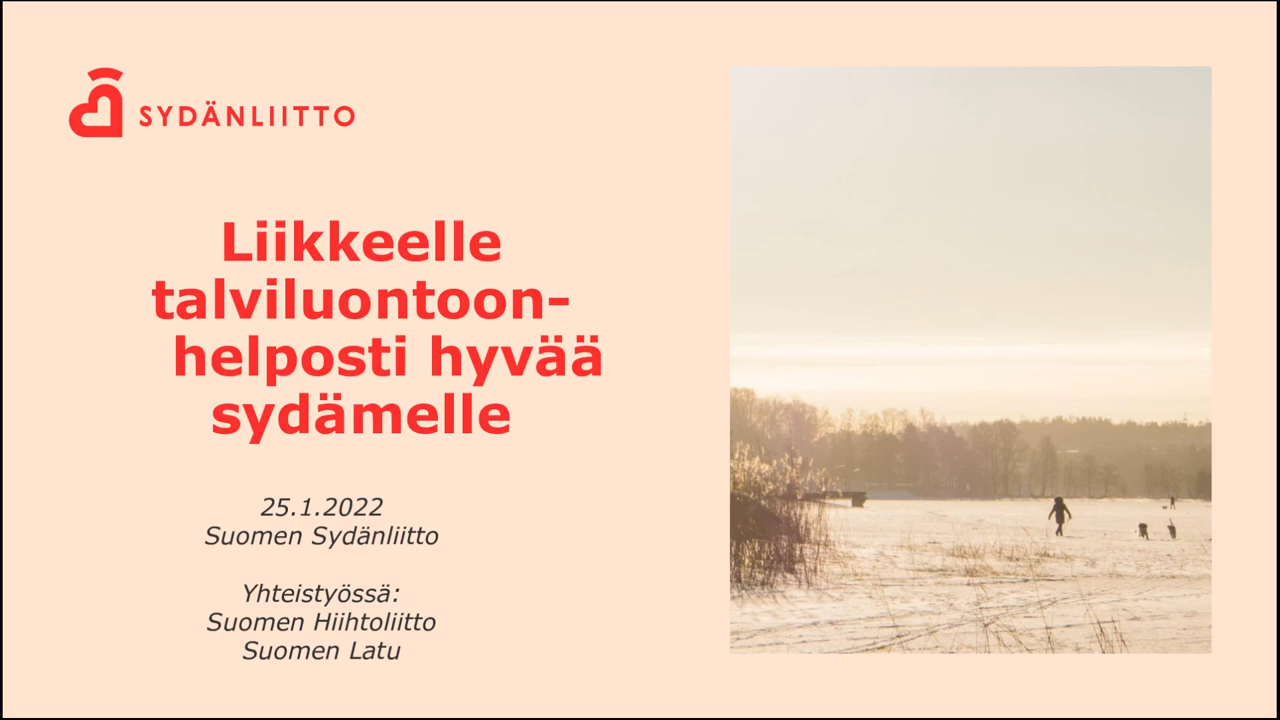 SYDÄNLIITTO
Liikkeelle
talviluontoon-
helposti hyvää
sydämelle
25.1.2022
Suomen Sydänliitto
Yhteistyössä:
Suomen Hiihtoliitto
Suomen Latu